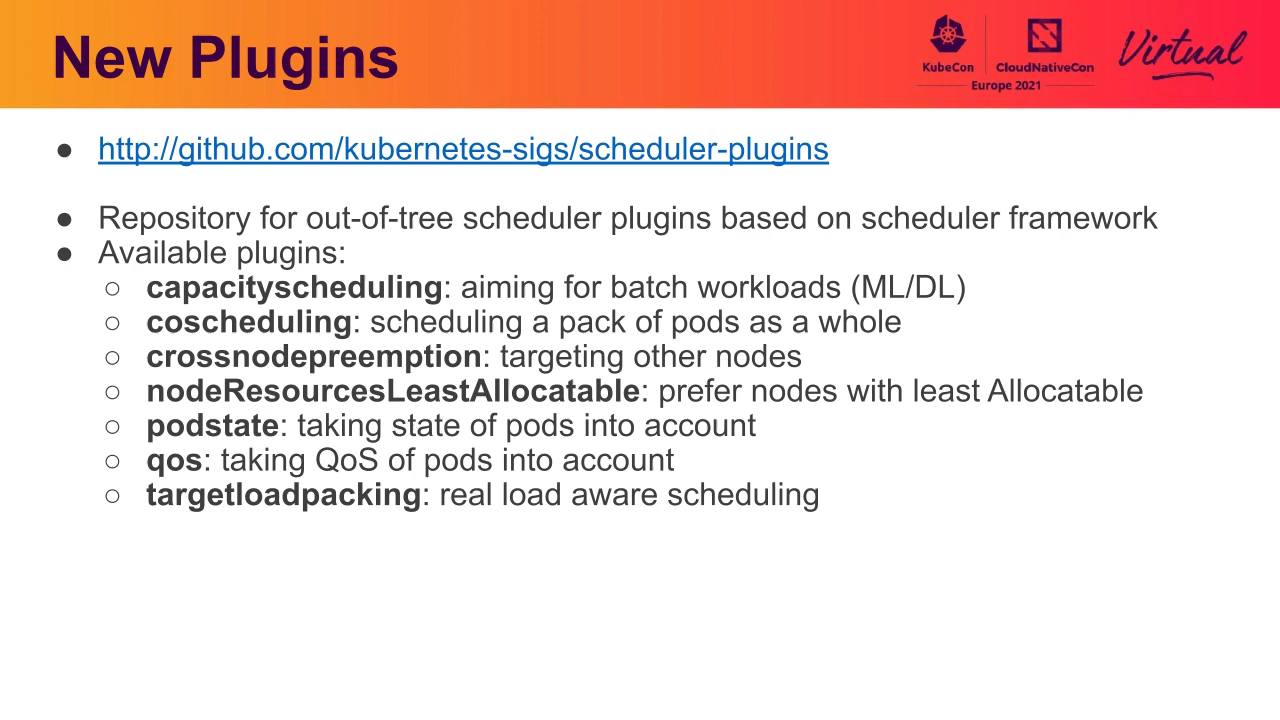 New Plugins
KubeCon
CloudNativeCon
Europe 2021
Virtual
● http://github.com/kubernetes-sigs/scheduler-plugins
● Repository for out-of-tree scheduler plugins based on scheduler framework
● Available plugins:
○ capacityscheduling: aiming for batch workloads (ML/DL)
○ coscheduling: scheduling a pack of pods as a whole
○ crossnodepreemption: targeting other nodes
○ nodeResourcesLeastAllocatable: prefer nodes with least Allocatable
○ podstate: taking state of pods into account
○ qos: taking QoS of pods into account
○ targetloadpacking: real load aware scheduling